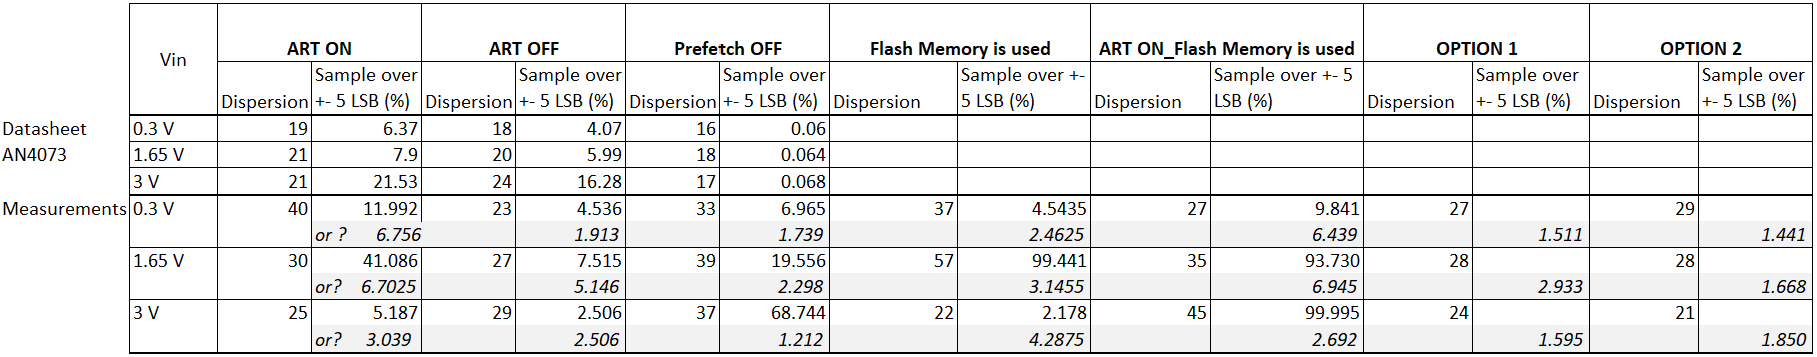 Vin ART ON ART OFF Prefetch OFF Flash Memory is used ART ON_Flash Memory is used OPTION 1 OPTION 2
Dispersion Sample over +- 5 LSB (%) Dispersion Sample over +- 5 LSB (%) Dispersion Sample over +- 5 LSB (%) Dispersion Sample over +- 5 LSB (%) Dispersion Sample over +- 5 LSB (%) Dispersion Sample over +- 5 LSB (%) Dispersion Sample over +- 5 LSB (%)
Datasheet 0.3 V 19 6.37 18 4.07 16 0.06
AN4073 1.65 V 21 7.9 20 5.99 18 0.064
3 V 21 21.53 24 16.28 17 0.068
Measurements 0.3 V 40 11.992 23 4.536 33 6.965 37 4.5435 27 9.841 27 29
or ? 6.756 1.913 1.739 2.4625 6.439 1.511 1.441
1.65 V 30 41.086 27 7.515 39 19.556 57 99.441 35 93.730 28 28
or? 6.7025 5.146 2.298 3.1455 6.945 2.933 1.668
3 V 25 5.187 29 2.506 37 68.744 22 2.178 45 99.995 24 21
or? 3.039 2.506 1.212 4.2875 2.692 1.595 1.850